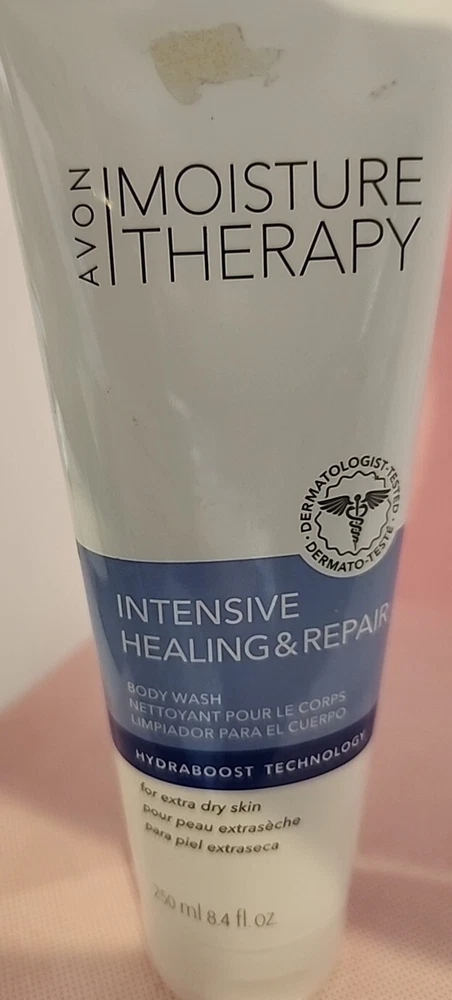 AVON
MOISTURE
THERAPY
DERMATOLOGIST-TESTED
DERMATO-TESTÉ
INTENSIVE
HEALING & REPAIR
BODY WASH
NETTOYANT POUR LE CORPS
LIMPIADOR PARA EL CUERPO
HYDRABOOST TECHNOLOGY
for extra dry skin
pour peau extrasèche
para piel extraseca
250 ml 8.4 fl. oz.